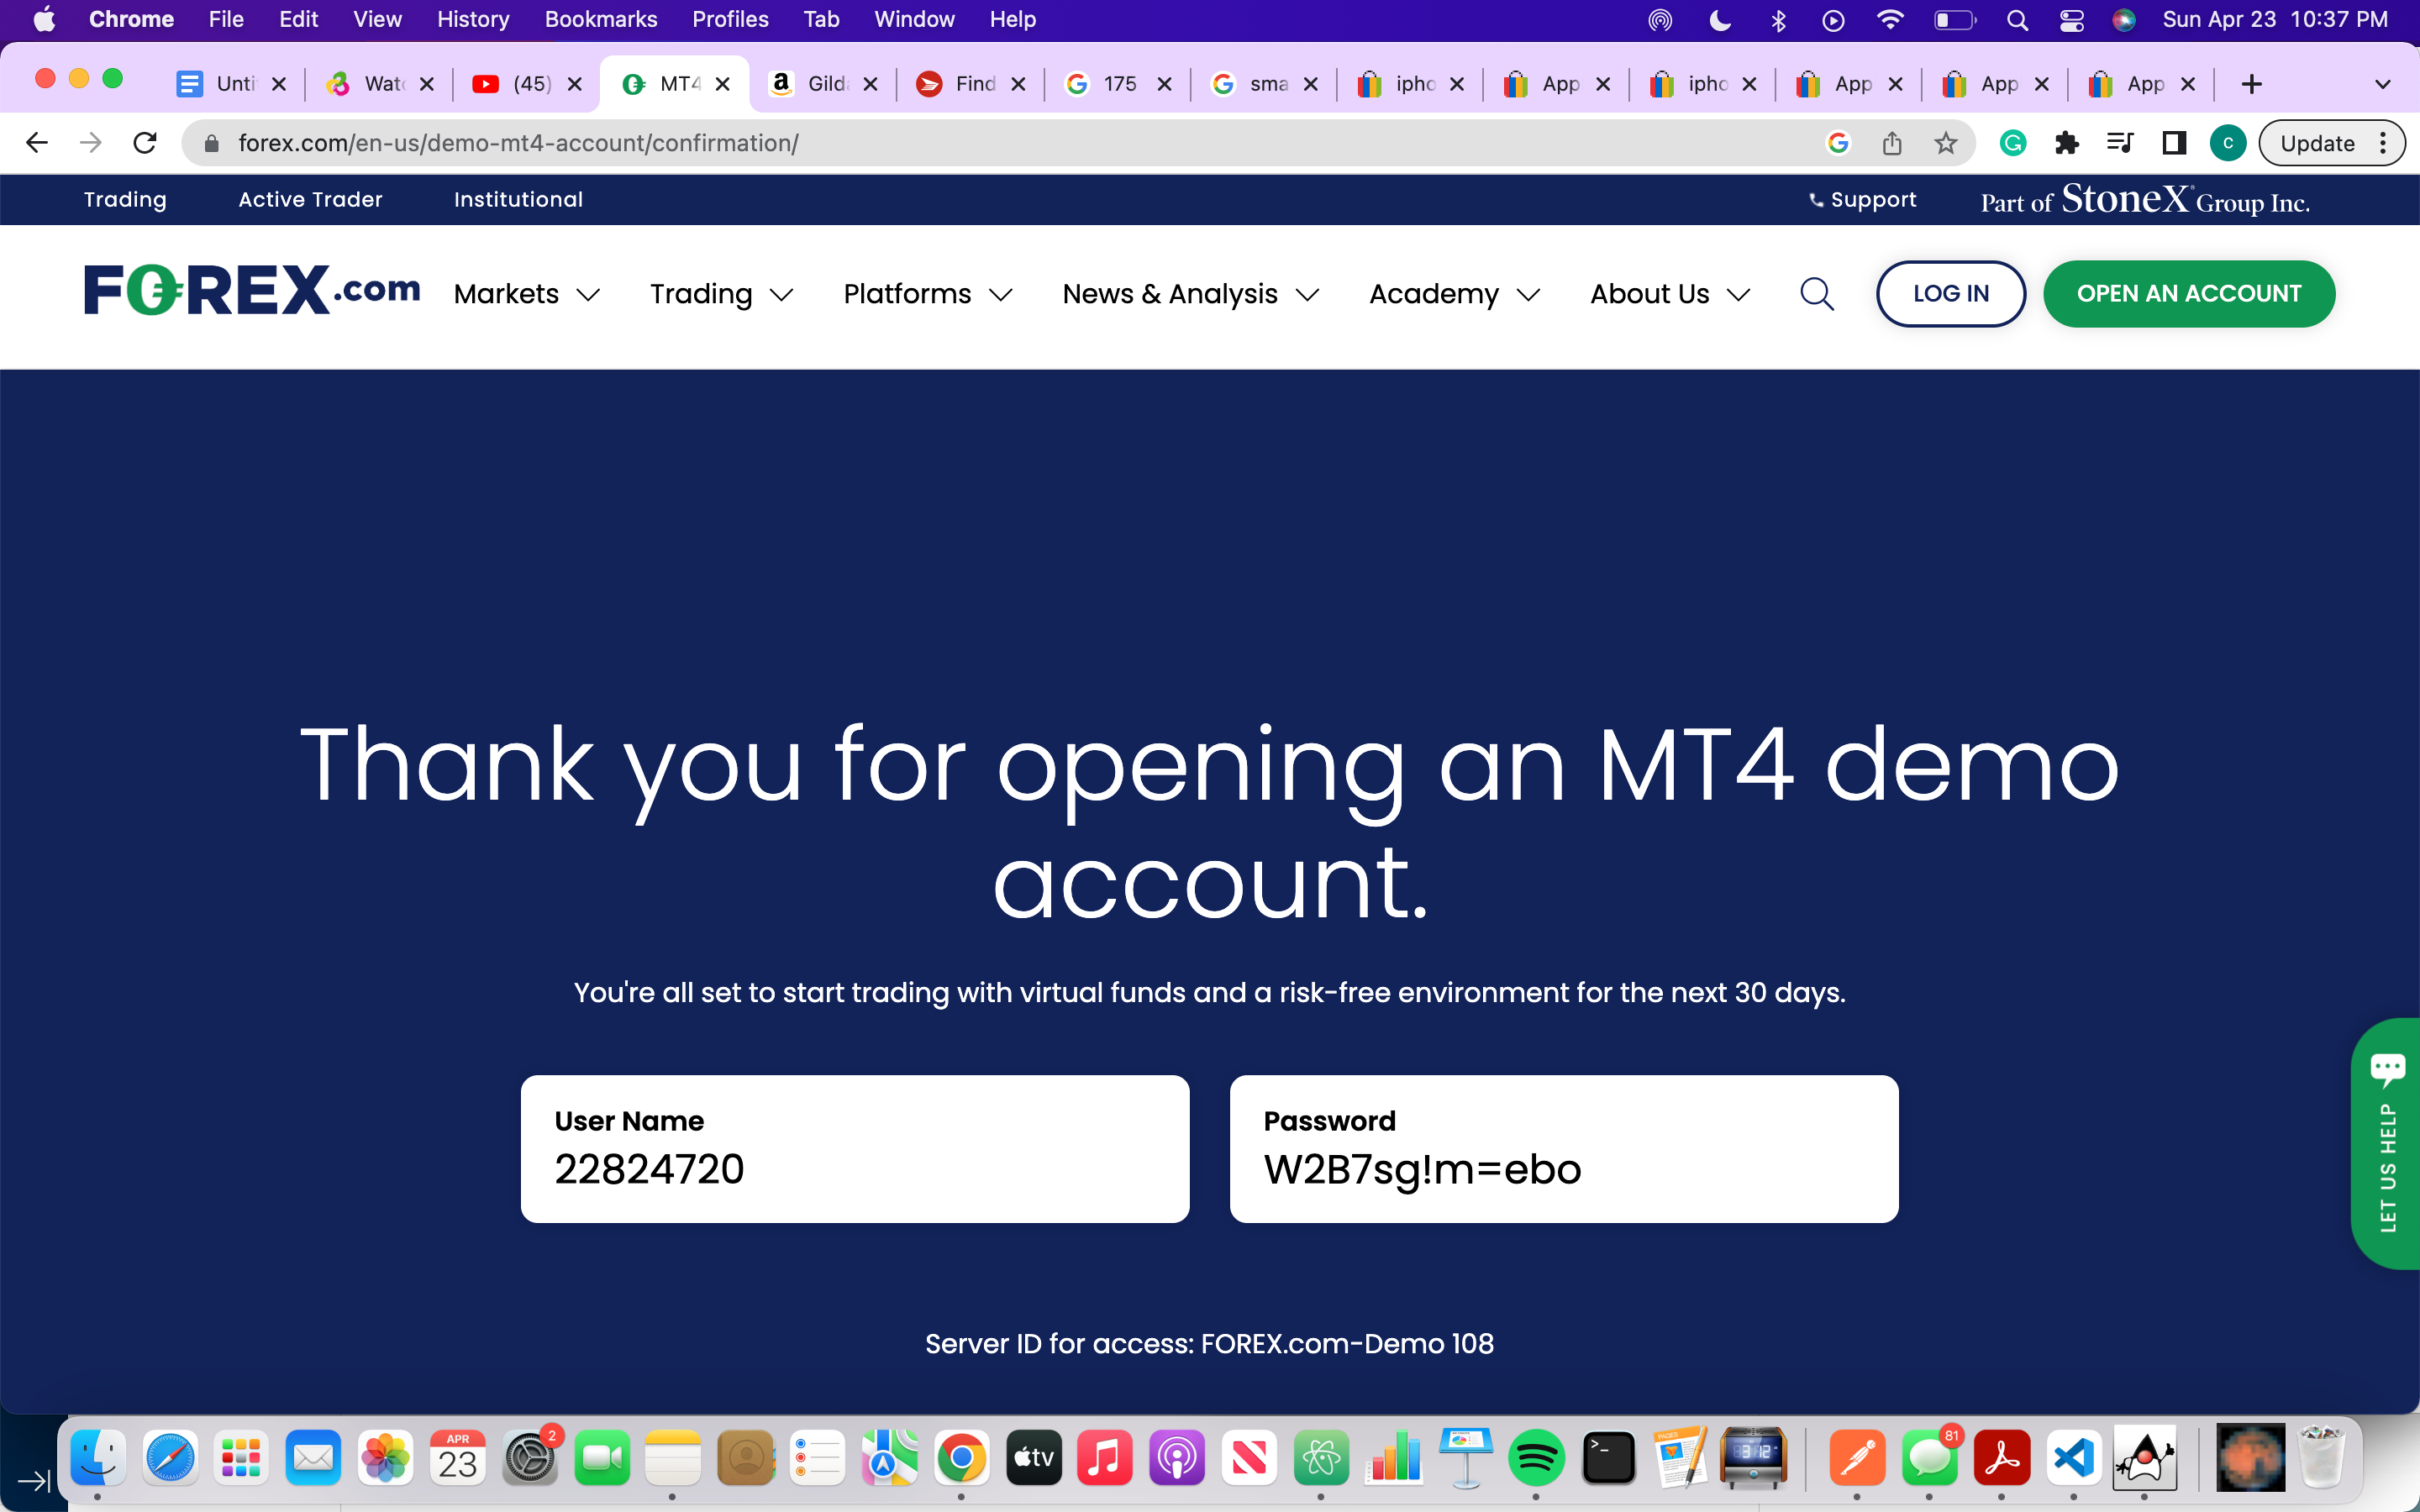 Chrome File Edit View History Bookmarks Profiles Tab Window Help Sun Apr 23 10:37 PM
Unti Wat (45) MT4 Gild Find 175 sma ipho App ipho App App App
forex.com/en-us/demo-mt4-account/confirmation/ C Update
Trading Active Trader Institutional Support Part of StoneX Group Inc.
FOREX.com Markets Trading Platforms News & Analysis Academy About Us LOG IN OPEN AN ACCOUNT
Thank you for opening an MT4 demo
account.
You're all set to start trading with virtual funds and a risk-free environment for the next 30 days.
User Name Password
22824720 W2B7sg!m=ebo
LET US HELP
Server ID for access: FOREX.com-Demo 108
APR 2 81
23 tv